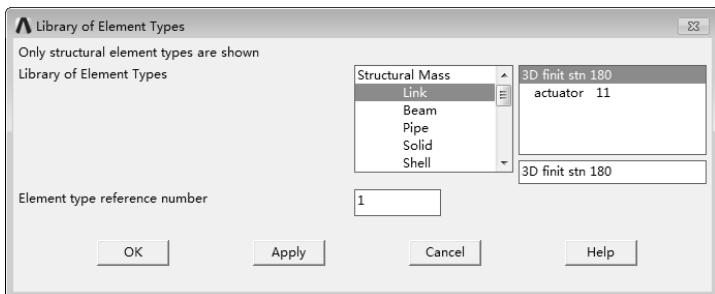 Library of Element Types
Only structural element types are shown
Library of Element Types
Structural Mass
Link
Beam
Pipe
Solid
Shell
3D finit stn 180
actuator 11
3D finit stn 180
Element type reference number
1
OK
Apply
Cancel
Help